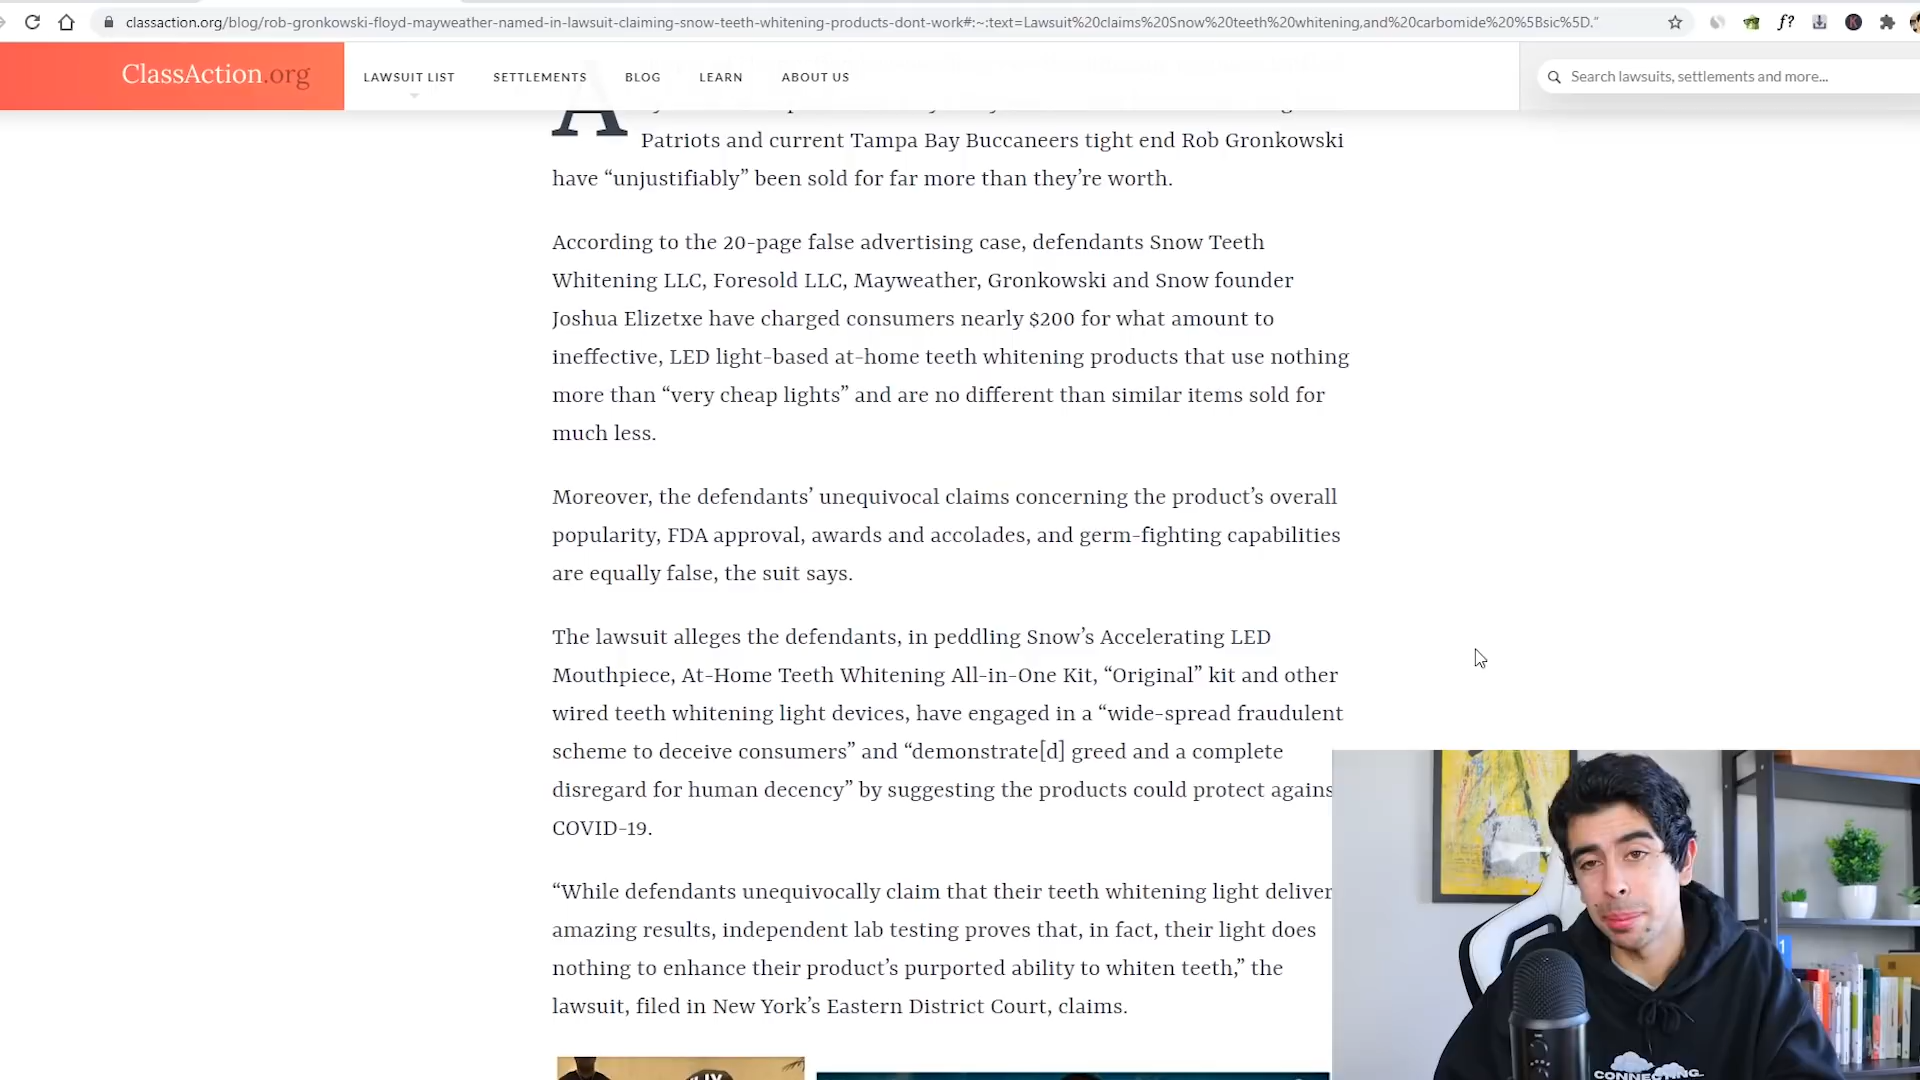 classaction.org/blog/rob-gronkowski-floyd-mayweather-named-in-lawsuit-claiming-snow-teeth-whitening-products-dont-work#:~:text=Lawsuit%20claims%20Snow%20teeth%20whitening,and%20carbomide%20%5Bsic%5D.”
f?
K
ClassAction.org
LAWSUIT LIST
SETTLEMENTS
BLOG
LEARN
ABOUT US
Search lawsuits, settlements and more...
A
Patriots and current Tampa Bay Buccaneers tight end Rob Gronkowski
have “unjustifiably” been sold for far more than they’re worth.
According to the 20-page false advertising case, defendants Snow Teeth
Whitening LLC, Foresold LLC, Mayweather, Gronkowski and Snow founder
Joshua Elizetxe have charged consumers nearly $200 for what amount to
ineffective, LED light-based at-home teeth whitening products that use nothing
more than “very cheap lights” and are no different than similar items sold for
much less.
Moreover, the defendants’ unequivocal claims concerning the product’s overall
popularity, FDA approval, awards and accolades, and germ-fighting capabilities
are equally false, the suit says.
The lawsuit alleges the defendants, in peddling Snow’s Accelerating LED
Mouthpiece, At-Home Teeth Whitening All-in-One Kit, “Original” kit and other
wired teeth whitening light devices, have engaged in a “wide-spread fraudulent
scheme to deceive consumers” and “demonstrate[d] greed and a complete
disregard for human decency” by suggesting the products could protect agains
COVID-19.
“While defendants unequivocally claim that their teeth whitening light deliver
amazing results, independent lab testing proves that, in fact, their light does
nothing to enhance their product’s purported ability to whiten teeth,” the
lawsuit, filed in New York’s Eastern District Court, claims.
1
CONNECTING